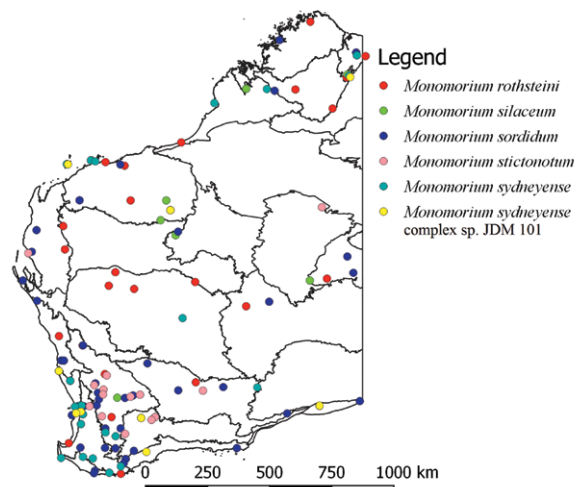 Legend
Monomorium rothsteini
Monomorium silaceum
Monomorium sordidum
Monomorium stictonotum
Monomorium sydneyense
Monomorium sydneyense
complex sp. JDM 101
0 250 500 750 1000 km